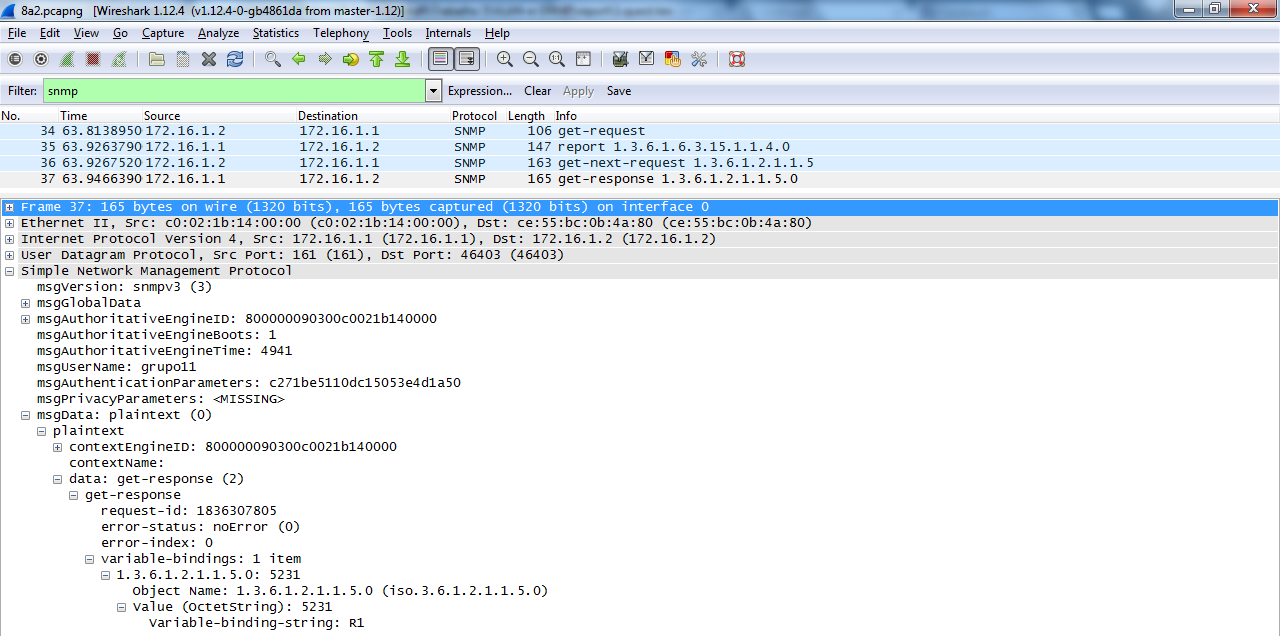 8a2.pcapng [Wireshark 1.12.4 (v1.12.4-0-gb4861da from master-1.12)]
File Edit View Go Capture Analyze Statistics Telephony Tools Internals Help
Filter: snmp Expression... Clear Apply Save
No. Time Source Destination Protocol Length Info
34 63.8138950 172.16.1.2 172.16.1.1 SNMP 106 get-request
35 63.9263790 172.16.1.1 172.16.1.2 SNMP 147 report 1.3.6.1.6.3.15.1.1.4.0
36 63.9267520 172.16.1.2 172.16.1.1 SNMP 163 get-next-request 1.3.6.1.2.1.1.5
37 63.9466390 172.16.1.1 172.16.1.2 SNMP 165 get-response 1.3.6.1.2.1.1.5.0
Frame 37: 165 bytes on wire (1320 bits), 165 bytes captured (1320 bits) on interface 0
Ethernet II, Src: c0:02:1b:14:00:00 (c0:02:1b:14:00:00), Dst: ce:55:bc:0b:4a:80 (ce:55:bc:0b:4a:80)
Internet Protocol Version 4, Src: 172.16.1.1 (172.16.1.1), Dst: 172.16.1.2 (172.16.1.2)
User Datagram Protocol, Src Port: 161 (161), Dst Port: 46403 (46403)
Simple Network Management Protocol
msgVersion: snmpv3 (3)
msgGlobalData
msgAuthoritativeEngineID: 800000090300c0021b140000
msgAuthoritativeEngineBoots: 1
msgAuthoritativeEngineTime: 4941
msgUserName: grupo11
msgAuthenticationParameters: c271be5110dc15053e4d1a50
msgPrivacyParameters: <MISSING>
msgData: plaintext (0)
plaintext
contextEngineID: 800000090300c0021b140000
contextName:
data: get-response (2)
get-response
request-id: 1836307805
error-status: noError (0)
error-index: 0
variable-bindings: 1 item
1.3.6.1.2.1.1.5.0: 5231
Object Name: 1.3.6.1.2.1.1.5.0 (iso.3.6.1.2.1.1.5.0)
Value (OctetString): 5231
Variable-binding-string: R1